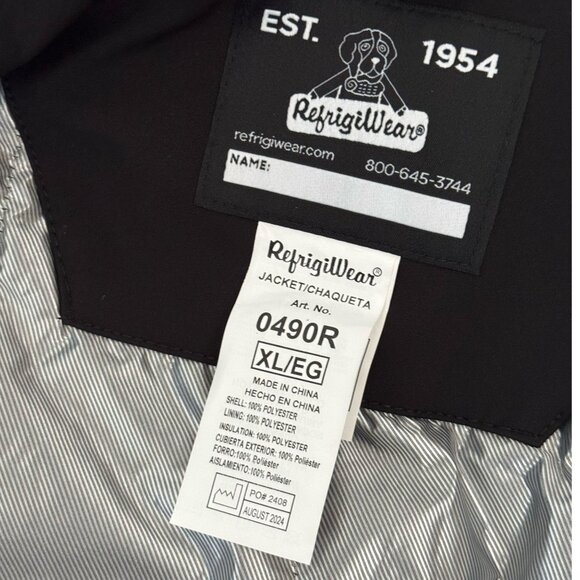 EST. 1954
RefrigiWear®
refrigiwear.com 800-645-3744
NAME:
RefrigiWear®
JACKET/CHAQUETA
Art. No.
0490R
XL/EG
MADE IN CHINA
HECHO EN CHINA
SHELL: 100% POLYESTER
LINING: 100% POLYESTER
INSULATION: 100% POLYESTER
CUBIERTA EXTERIOR: 100% Poliéster
FORRO:100% Poliéster
AISLAMIENTO:100% Poliéster
PO# 2408
AUGUST 2024